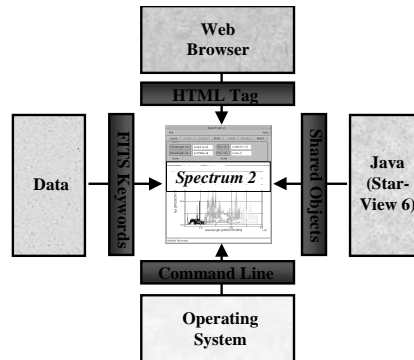 Web
Browser
HTML Tag
Data
FITS Keywords
Spectrum 2
Shared Objects
Java
(Star-
View 6)
Command Line
Operating
System